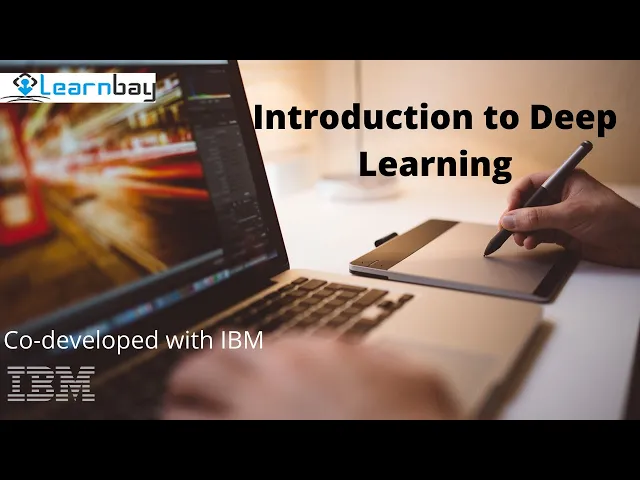 Learnbay
Introduction to Deep
Learning
Co-developed with IBM
IBM